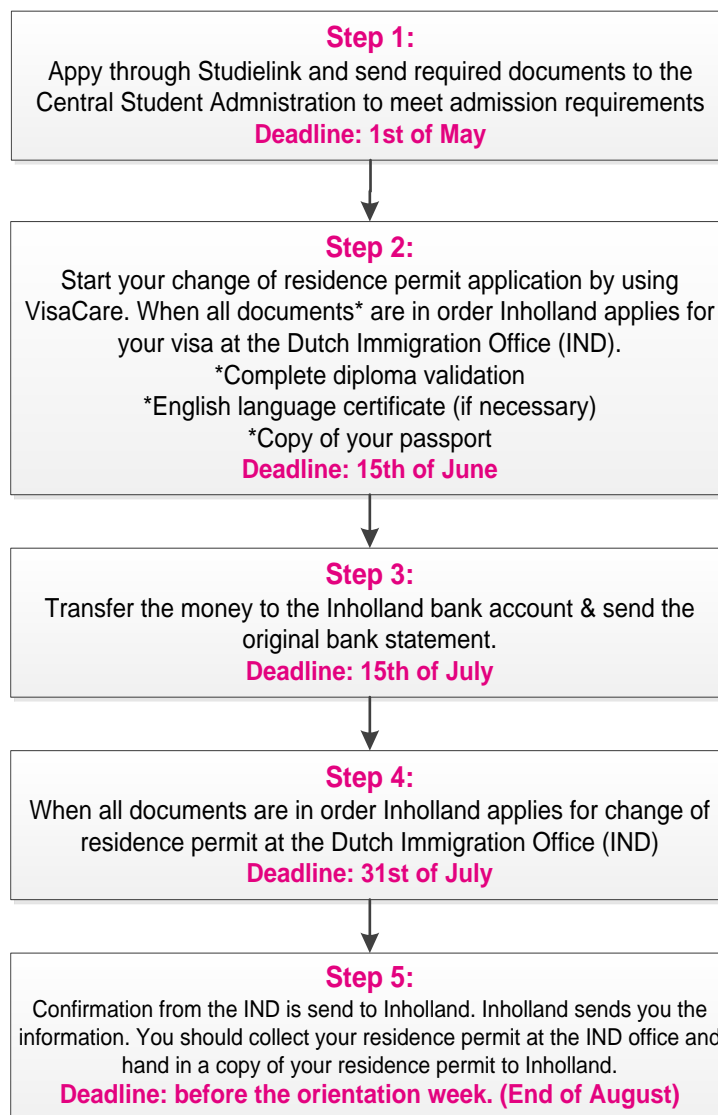 Step 1:
Appy through Studielink and send required documents to the
Central Student Admnistration to meet admission requirements
Deadline: 1st of May
Step 2:
Start your change of residence permit application by using
VisaCare. When all documents* are in order Inholland applies for
your visa at the Dutch Immigration Office (IND).
*Complete diploma validation
*English language certificate (if necessary)
*Copy of your passport
Deadline: 15th of June
Step 3:
Transfer the money to the Inholland bank account & send the
original bank statement.
Deadline: 15th of July
Step 4:
When all documents are in order Inholland applies for change of
residence permit at the Dutch Immigration Office (IND)
Deadline: 31st of July
Step 5:
Confirmation from the IND is send to Inholland. Inholland sends you the
information. You should collect your residence permit at the IND office and
hand in a copy of your residence permit to Inholland.
Deadline: before the orientation week. (End of August)